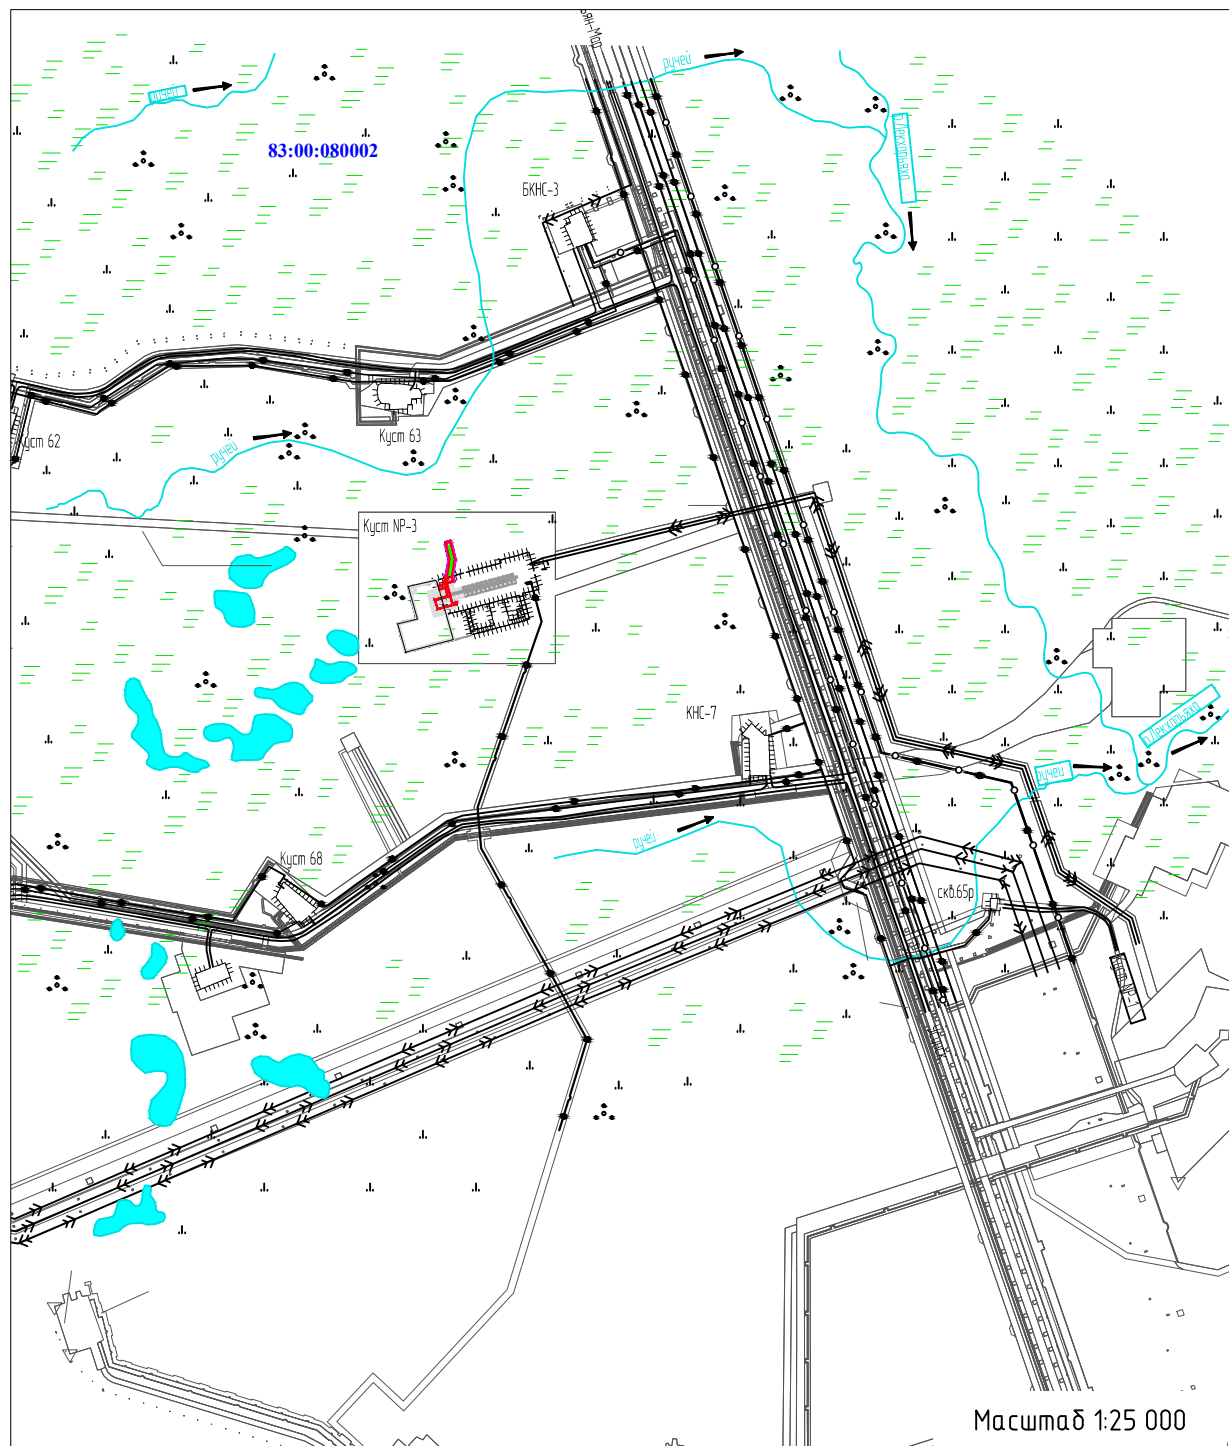 ручей
ручей
83:00:080002
БКНС-3
Куст 62
Куст 63
ручей
Куст NP-3
КНС-7
ручей
ручей
Куст 68
скв.65р
Масштаб 1:25 000